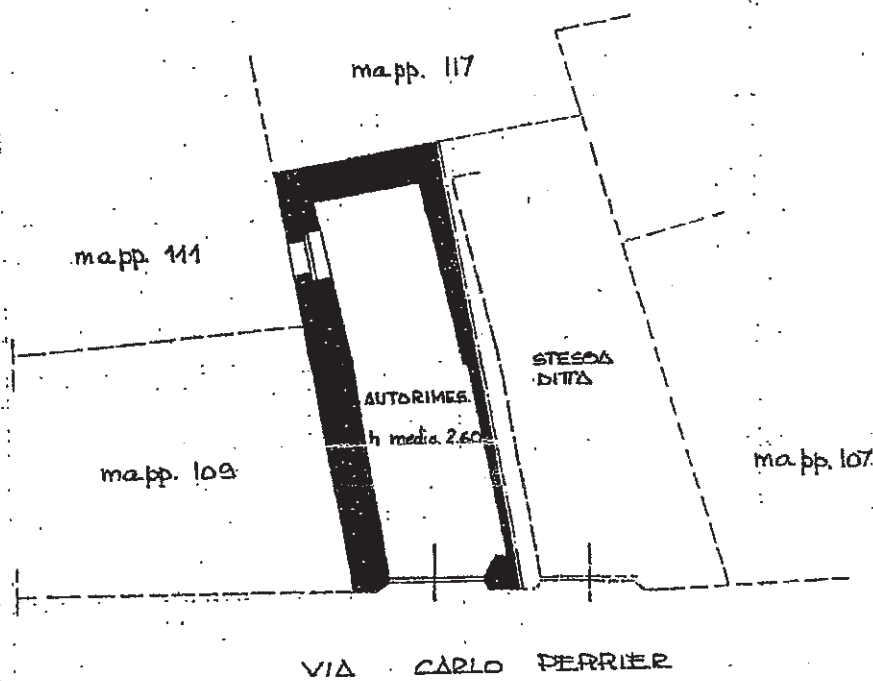 mapp. 117
mapp. 111
STESSA
DITTA
AUTORIMES.
h media 2.60
mapp. 109
mapp. 107
VIA CARLO PERRIER